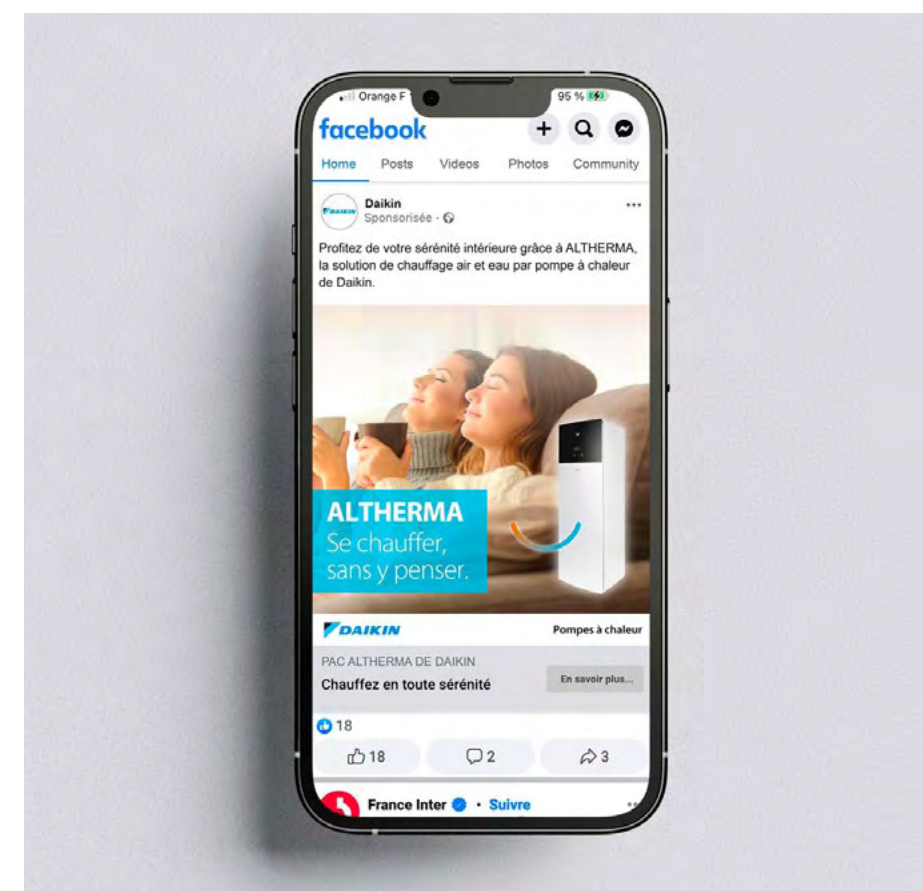 Orange F
95 %
facebook
Home Posts Videos Photos Community
DAIKIN
Daikin
Sponsorisée ·
Profitez de votre sérénité intérieure grâce à ALTHERMA,
la solution de chauffage air et eau par pompe à chaleur
de Daikin.
ALTHERMA
Se chauffer,
sans y penser.
DAIKIN
Pompes à chaleur
PAC ALTHERMA DE DAIKIN
Chauffez en toute sérénité
En savoir plus...
18
18 2 3
France Inter · Suivre